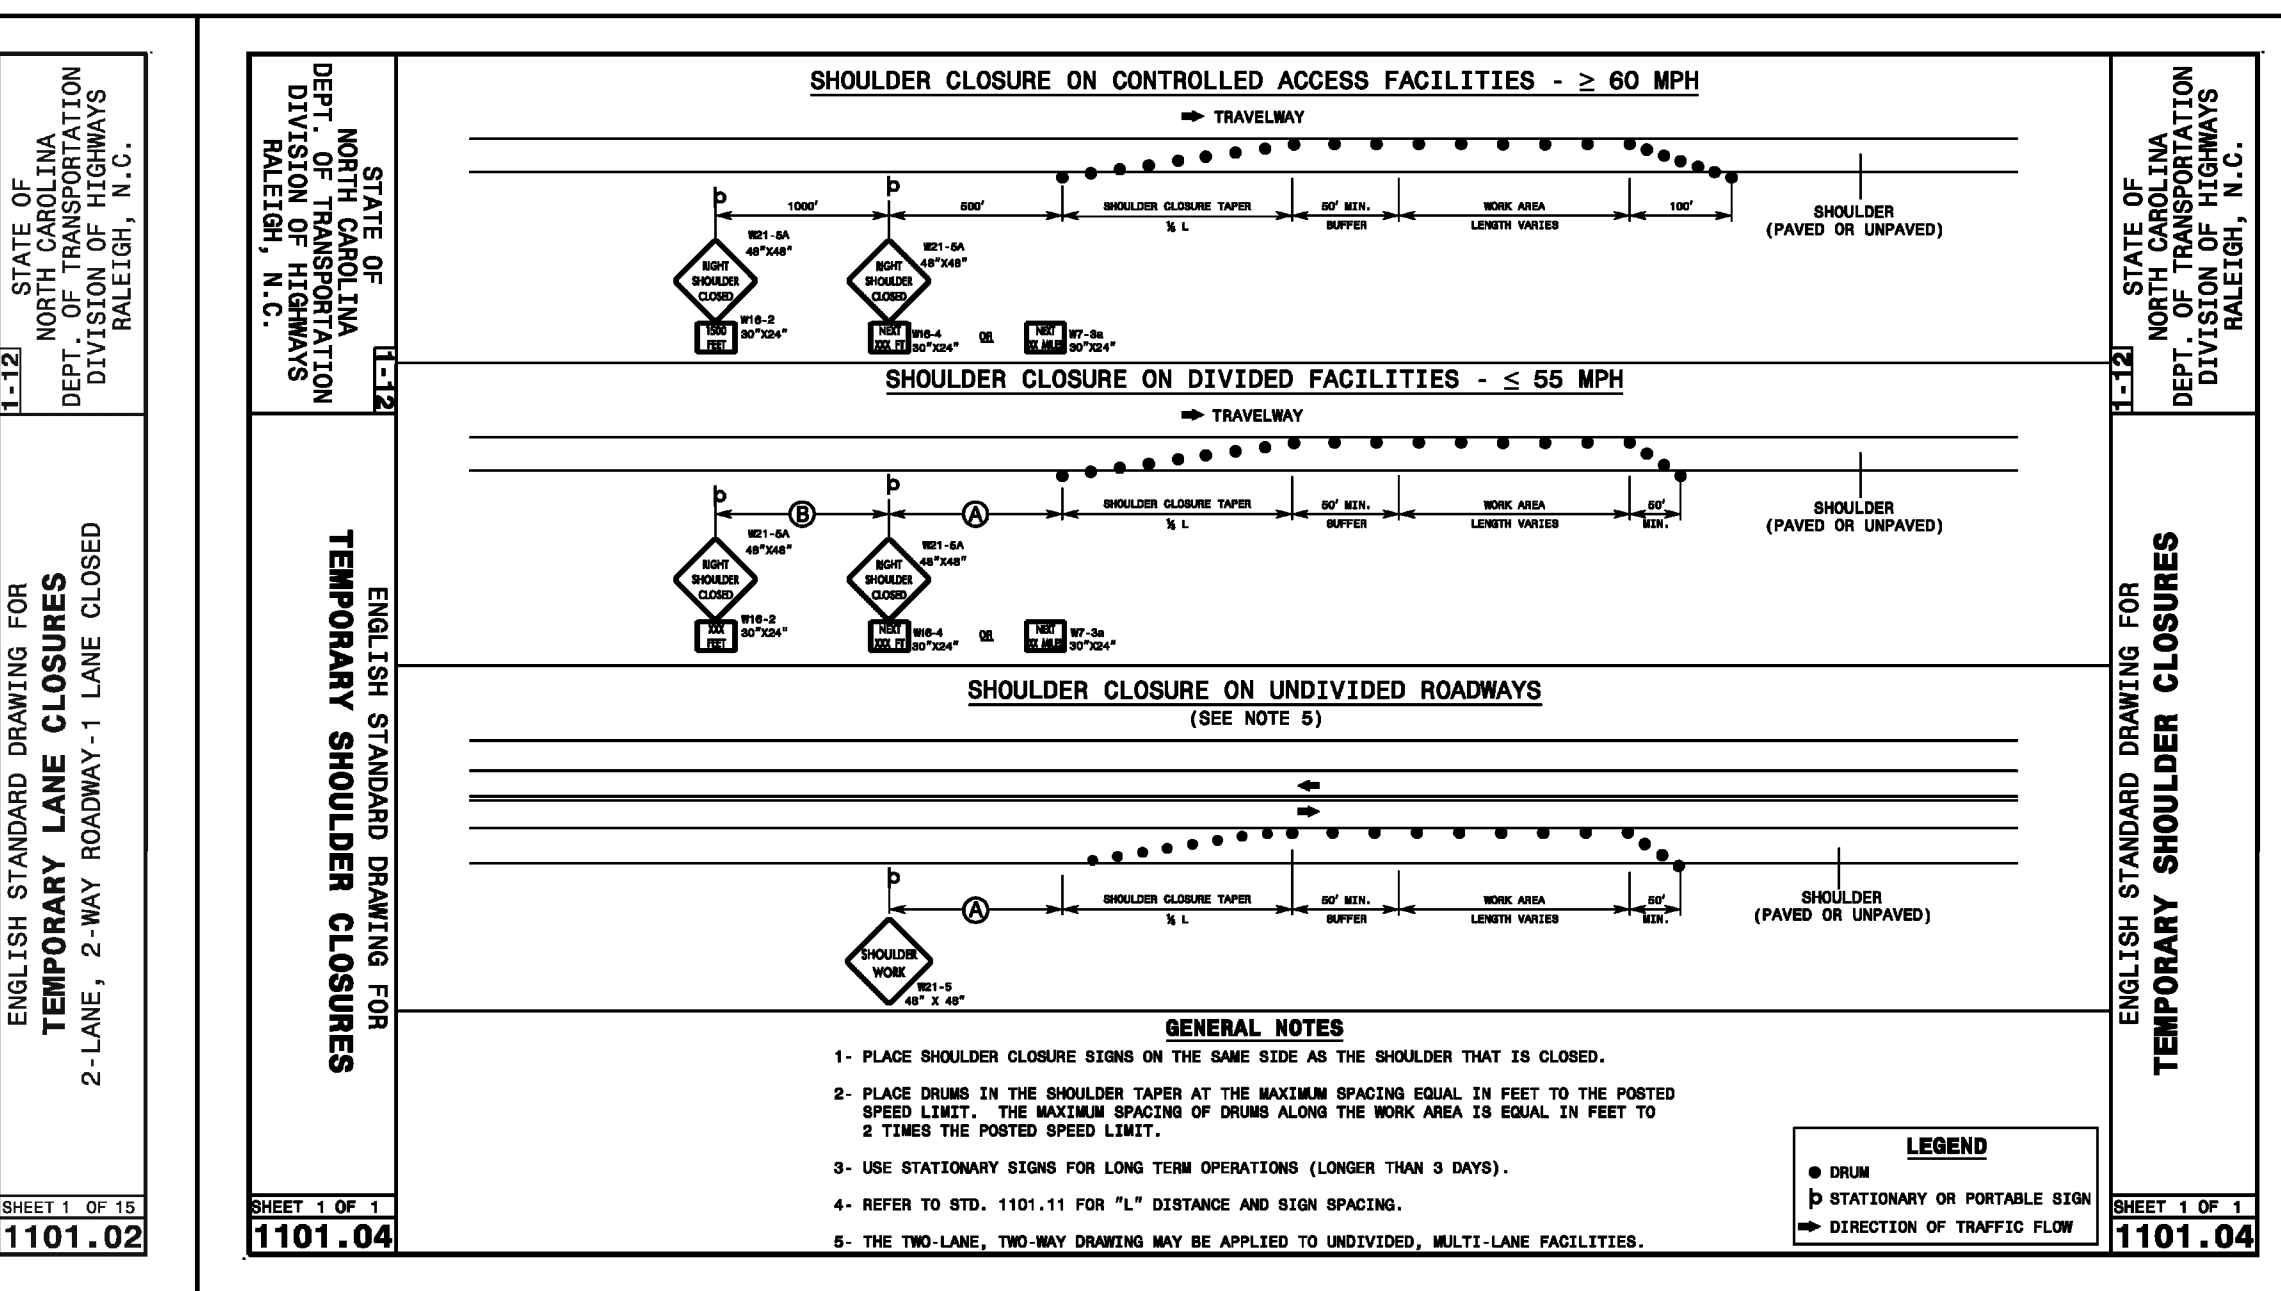 STATE OF
NORTH CAROLINA
DEPT. OF TRANSPORTATION
DIVISION OF HIGHWAYS
RALEIGH, N.C.
1-12
ENGLISH STANDARD DRAWING FOR
TEMPORARY LANE CLOSURES
2-LANE, 2-WAY ROADWAY-1 LANE CLOSED
SHEET 1 OF 15
1101.02
STATE OF
NORTH CAROLINA
DEPT. OF TRANSPORTATION
DIVISION OF HIGHWAYS
RALEIGH, N.C.
1-12
ENGLISH STANDARD DRAWING FOR
TEMPORARY SHOULDER CLOSURES
SHEET 1 OF 1
1101.04
SHOULDER CLOSURE ON CONTROLLED ACCESS FACILITIES - ≥ 60 MPH
TRAVELWAY
1000'
500'
SHOULDER CLOSURE TAPER
⅓ L
50' MIN.
BUFFER
WORK AREA
LENGTH VARIES
100'
SHOULDER
(PAVED OR UNPAVED)
W21-5A
48"X48"
RIGHT
SHOULDER
CLOSED
W16-2
30"X24"
1500
FEET
W21-5A
48"X48"
RIGHT
SHOULDER
CLOSED
NEXT
XXX FT
W16-4
30"X24"
OR
NEXT
XX MILES
W7-3a
30"X24"
SHOULDER CLOSURE ON DIVIDED FACILITIES - ≤ 55 MPH
TRAVELWAY
B
A
SHOULDER CLOSURE TAPER
⅓ L
50' MIN.
BUFFER
WORK AREA
LENGTH VARIES
50'
MIN.
SHOULDER
(PAVED OR UNPAVED)
W21-5A
48"X48"
RIGHT
SHOULDER
CLOSED
W16-2
30"X24"
XXX
FEET
W21-5A
48"X48"
RIGHT
SHOULDER
CLOSED
NEXT
XXX FT
W16-4
30"X24"
OR
NEXT
XX MILES
W7-3a
30"X24"
SHOULDER CLOSURE ON UNDIVIDED ROADWAYS
(SEE NOTE 5)
A
SHOULDER CLOSURE TAPER
⅓ L
50' MIN.
BUFFER
WORK AREA
LENGTH VARIES
50'
MIN.
SHOULDER
(PAVED OR UNPAVED)
SHOULDER
WORK
W21-5
48" X 48"
GENERAL NOTES
1- PLACE SHOULDER CLOSURE SIGNS ON THE SAME SIDE AS THE SHOULDER THAT IS CLOSED.
2- PLACE DRUMS IN THE SHOULDER TAPER AT THE MAXIMUM SPACING EQUAL IN FEET TO THE POSTED
SPEED LIMIT. THE MAXIMUM SPACING OF DRUMS ALONG THE WORK AREA IS EQUAL IN FEET TO
2 TIMES THE POSTED SPEED LIMIT.
3- USE STATIONARY SIGNS FOR LONG TERM OPERATIONS (LONGER THAN 3 DAYS).
4- REFER TO STD. 1101.11 FOR "L" DISTANCE AND SIGN SPACING.
5- THE TWO-LANE, TWO-WAY DRAWING MAY BE APPLIED TO UNDIVIDED, MULTI-LANE FACILITIES.
LEGEND
DRUM
STATIONARY OR PORTABLE SIGN
DIRECTION OF TRAFFIC FLOW
STATE OF
NORTH CAROLINA
DEPT. OF TRANSPORTATION
DIVISION OF HIGHWAYS
RALEIGH, N.C.
1-12
ENGLISH STANDARD DRAWING FOR
TEMPORARY SHOULDER CLOSURES
SHEET 1 OF 1
1101.04